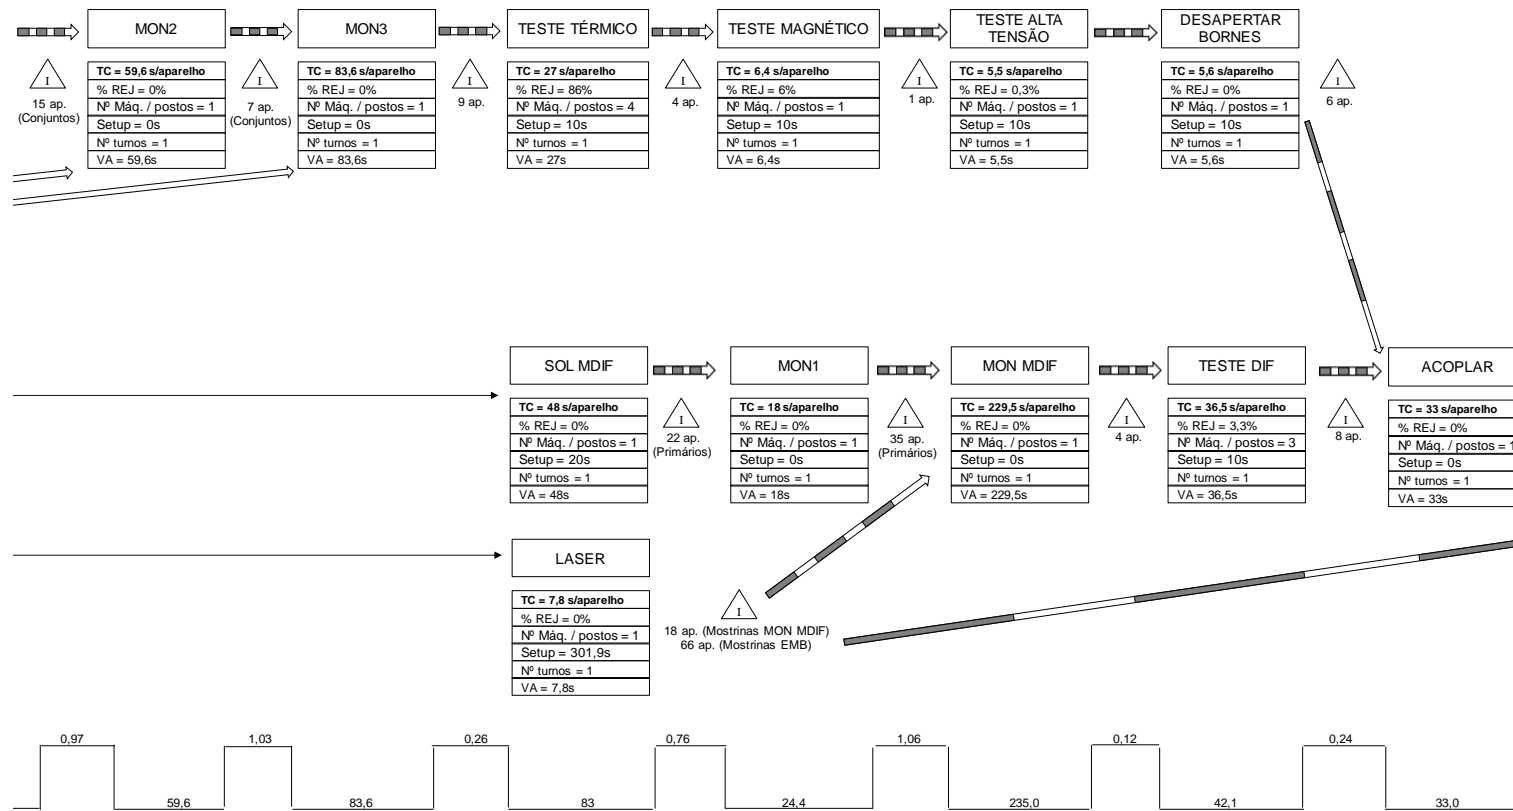 MON2
MON3
TESTE TÉRMICO
TESTE MAGNÉTICO
TESTE ALTA
TENSÃO
DESAPERTAR
BORNES
I
15 ap.
(Conjuntos)
TC = 59,6 s/aparelho
% REJ = 0%
Nº Máq. / postos = 1
Setup = 0s
Nº turnos = 1
VA = 59,6s
I
7 ap.
(Conjuntos)
TC = 83,6 s/aparelho
% REJ = 0%
Nº Máq. / postos = 1
Setup = 0s
Nº turnos = 1
VA = 83,6s
I
9 ap.
TC = 27 s/aparelho
% REJ = 86%
Nº Máq. / postos = 4
Setup = 10s
Nº turnos = 1
VA = 27s
I
4 ap.
TC = 6,4 s/aparelho
% REJ = 6%
Nº Máq. / postos = 1
Setup = 10s
Nº turnos = 1
VA = 6,4s
I
1 ap.
TC = 5,5 s/aparelho
% REJ = 0,3%
Nº Máq. / postos = 1
Setup = 10s
Nº turnos = 1
VA = 5,5s
TC = 5,6 s/aparelho
% REJ = 0%
Nº Máq. / postos = 1
Setup = 10s
Nº turnos = 1
VA = 5,6s
I
6 ap.
SOL MDIF
MON1
MON MDIF
TESTE DIF
ACOPLAR
TC = 48 s/aparelho
% REJ = 0%
Nº Máq. / postos = 1
Setup = 20s
Nº turnos = 1
VA = 48s
I
22 ap.
(Primários)
TC = 18 s/aparelho
% REJ = 0%
Nº Máq. / postos = 1
Setup = 0s
Nº turnos = 1
VA = 18s
I
35 ap.
(Primários)
TC = 229,5 s/aparelho
% REJ = 0%
Nº Máq. / postos = 1
Setup = 0s
Nº turnos = 1
VA = 229,5s
I
4 ap.
TC = 36,5 s/aparelho
% REJ = 3,3%
Nº Máq. / postos = 3
Setup = 10s
Nº turnos = 1
VA = 36,5s
I
8 ap.
TC = 33 s/aparelho
% REJ = 0%
Nº Máq. / postos = 1
Setup = 0s
Nº turnos = 1
VA = 33s
LASER
TC = 7,8 s/aparelho
% REJ = 0%
Nº Máq. / postos = 1
Setup = 301,9s
Nº turnos = 1
VA = 7,8s
I
18 ap. (Mostrinas MON MDIF)
66 ap. (Mostrinas EMB)
0,97
1,03
0,26
0,76
1,06
0,12
0,24
59,6
83,6
83
24,4
235,0
42,1
33,0